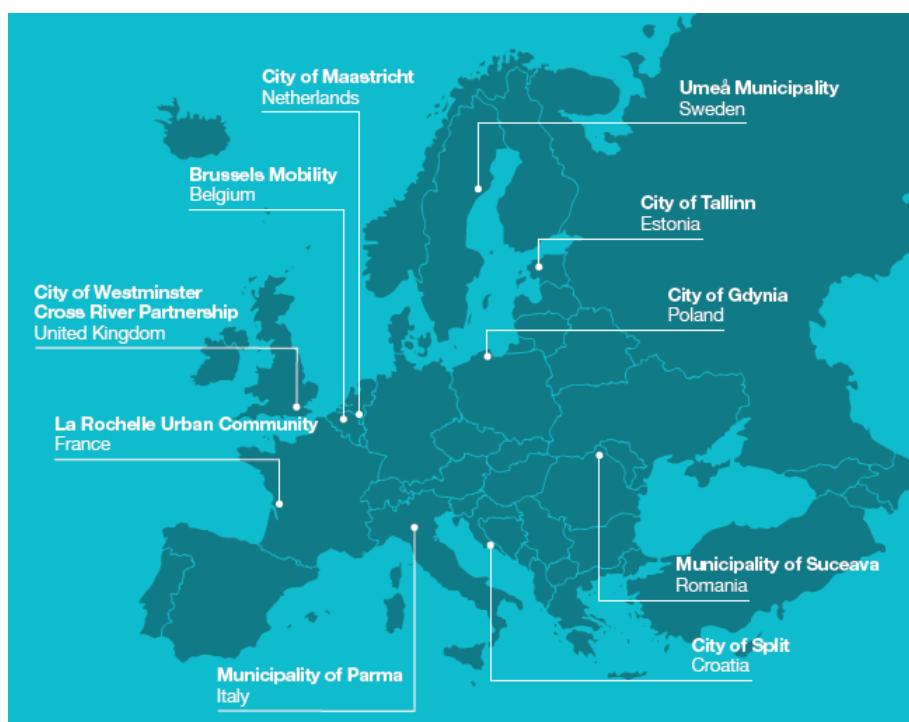 City of Maastricht
Netherlands
Umeå Municipality
Sweden
Brussels Mobility
Belgium
City of Tallinn
Estonia
City of Westminster
Cross River Partnership
United Kingdom
City of Gdynia
Poland
La Rochelle Urban Community
France
Municipality of Suceava
Romania
City of Split
Croatia
Municipality of Parma
Italy